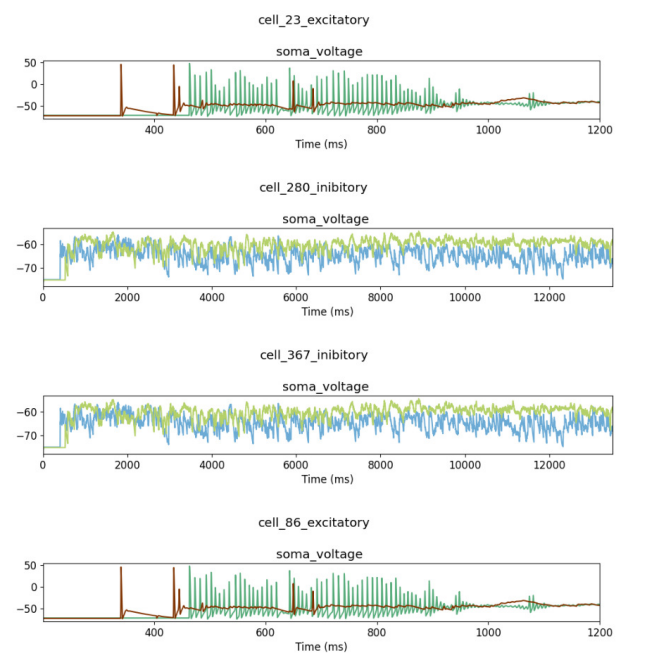 cell_23_excitatory
soma_voltage
50
0
−50
400
600
800
1000
1200
Time (ms)
cell_280_inibitory
soma_voltage
−60
−70
0
2000
4000
6000
8000
10000
12000
Time (ms)
cell_367_inibitory
soma_voltage
−60
−70
0
2000
4000
6000
8000
10000
12000
Time (ms)
cell_86_excitatory
soma_voltage
50
0
−50
400
600
800
1000
1200
Time (ms)